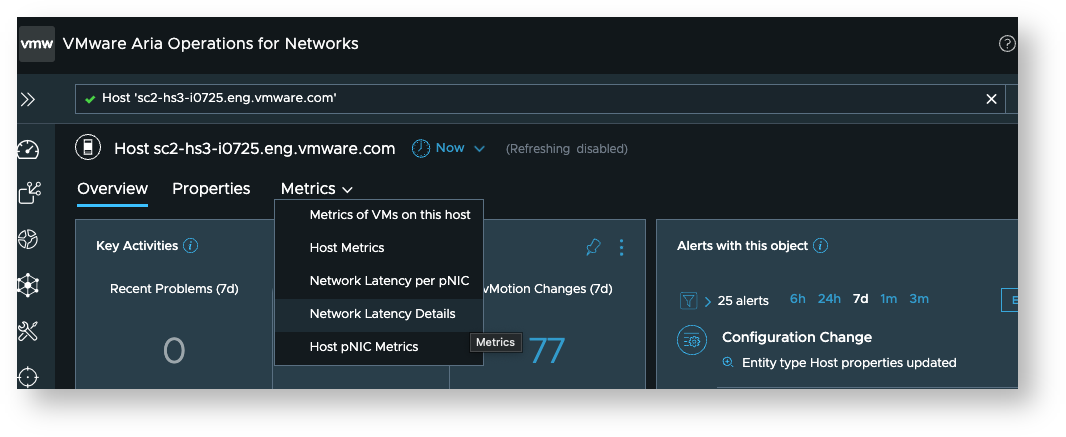 vmw VMware Aria Operations for Networks ?
Host 'sc2-hs3-i0725.eng.vmware.com'
Host sc2-hs3-i0725.eng.vmware.com Now (Refreshing disabled)
Overview Properties Metrics
Metrics of VMs on this host
Host Metrics
Network Latency per pNIC
Network Latency Details
Host pNIC Metrics
Metrics
Key Activities i
Recent Problems (7d)
0
vMotion Changes (7d)
77
Alerts with this object i
25 alerts 6h 24h 7d 1m 3m
E
Configuration Change
Entity type Host properties updated